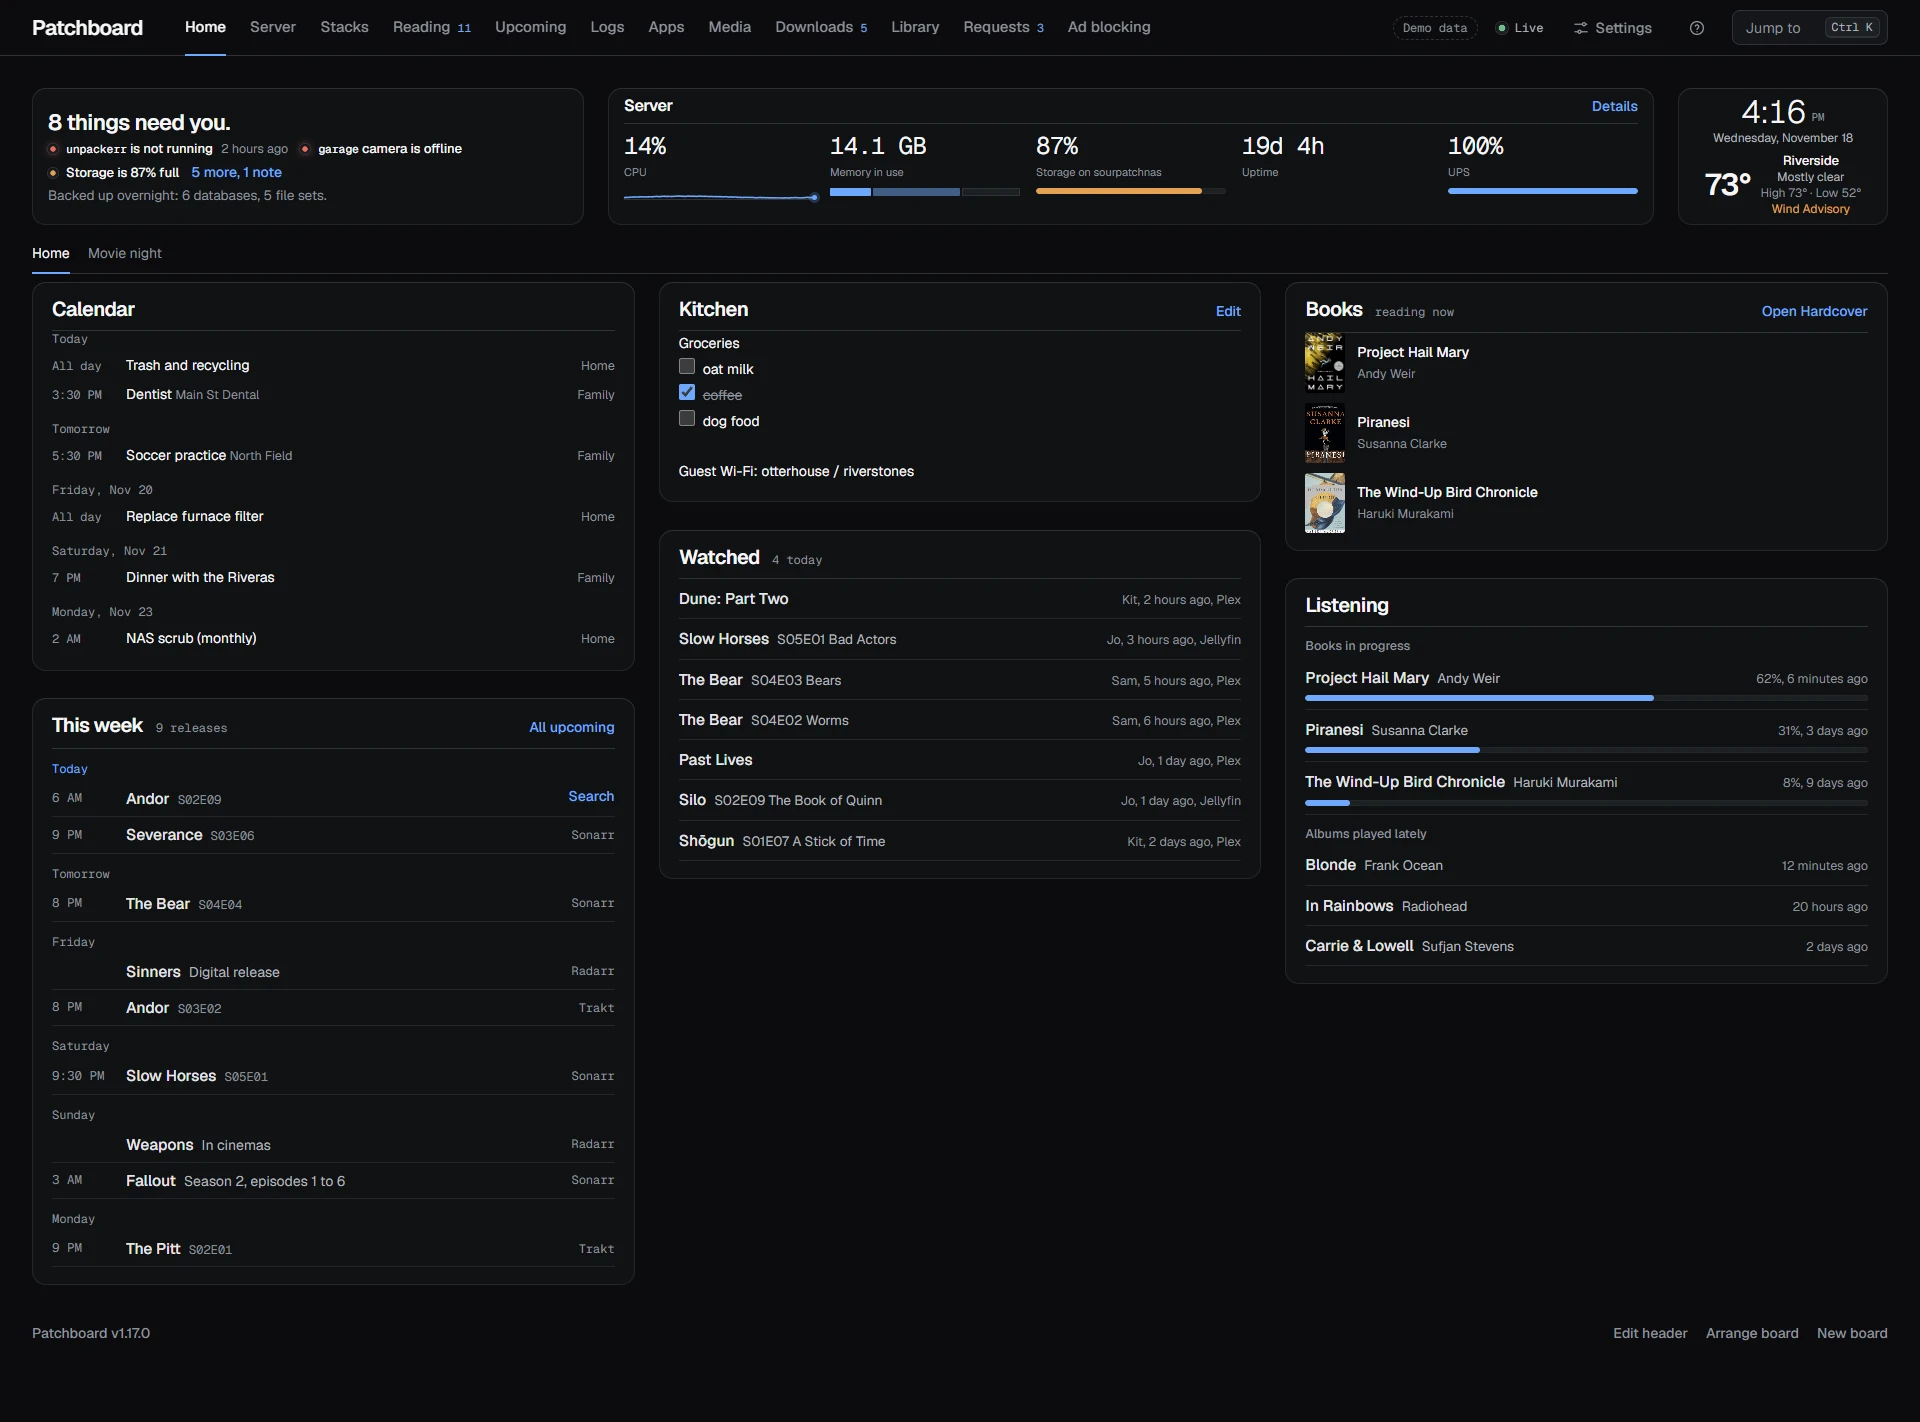 Patchboard
Home
Server
Stacks
Reading 11
Upcoming
Logs
Apps
Media
Downloads 5
Library
Requests 3
Ad blocking
Demo data
Live
Settings
Jump to
Ctrl K
8 things need you.
unpackerr is not running 2 hours ago
garage camera is offline
Storage is 87% full
5 more, 1 note
Backed up overnight: 6 databases, 5 file sets.
Server
Details
14%
CPU
14.1 GB
Memory in use
87%
Storage on sourpatchnas
19d 4h
Uptime
100%
UPS
4:16 PM
Wednesday, November 18
73°
Riverside
Mostly clear
High 73° · Low 52°
Wind Advisory
Home
Movie night
Calendar
Today
All day Trash and recycling Home
3:30 PM Dentist Main St Dental Family
Tomorrow
5:30 PM Soccer practice North Field Family
Friday, Nov 20
All day Replace furnace filter Home
Saturday, Nov 21
7 PM Dinner with the Riveras Family
Monday, Nov 23
2 AM NAS scrub (monthly) Home
This week 9 releases All upcoming
Today
6 AM Andor S02E09 Search
9 PM Severance S03E06 Sonarr
Tomorrow
8 PM The Bear S04E04 Sonarr
Friday
Sinners Digital release Radarr
8 PM Andor S03E02 Trakt
Saturday
9:30 PM Slow Horses S05E01 Sonarr
Sunday
Weapons In cinemas Radarr
3 AM Fallout Season 2, episodes 1 to 6 Sonarr
Monday
9 PM The Pitt S02E01 Trakt
Kitchen Edit
Groceries
oat milk
coffee
dog food
Guest Wi-Fi: otterhouse / riverstones
Watched 4 today
Dune: Part Two Kit, 2 hours ago, Plex
Slow Horses S05E01 Bad Actors Jo, 3 hours ago, Jellyfin
The Bear S04E03 Bears Sam, 5 hours ago, Plex
The Bear S04E02 Worms Sam, 6 hours ago, Plex
Past Lives Jo, 1 day ago, Plex
Silo S02E09 The Book of Quinn Jo, 1 day ago, Jellyfin
Shōgun S01E07 A Stick of Time Kit, 2 days ago, Plex
Books reading now Open Hardcover
ANDY
WEIR
HAIL
MARY
Project Hail Mary
Andy Weir
SUSANNA
CLARKE
PIRANESI
Piranesi
Susanna Clarke
The Wind-Up Bird Chronicle
Haruki Murakami
Listening
Books in progress
Project Hail Mary Andy Weir 62%, 6 minutes ago
Piranesi Susanna Clarke 31%, 3 days ago
The Wind-Up Bird Chronicle Haruki Murakami 8%, 9 days ago
Albums played lately
Blonde Frank Ocean 12 minutes ago
In Rainbows Radiohead 20 hours ago
Carrie & Lowell Sufjan Stevens 2 days ago
Patchboard v1.17.0
Edit header
Arrange board
New board